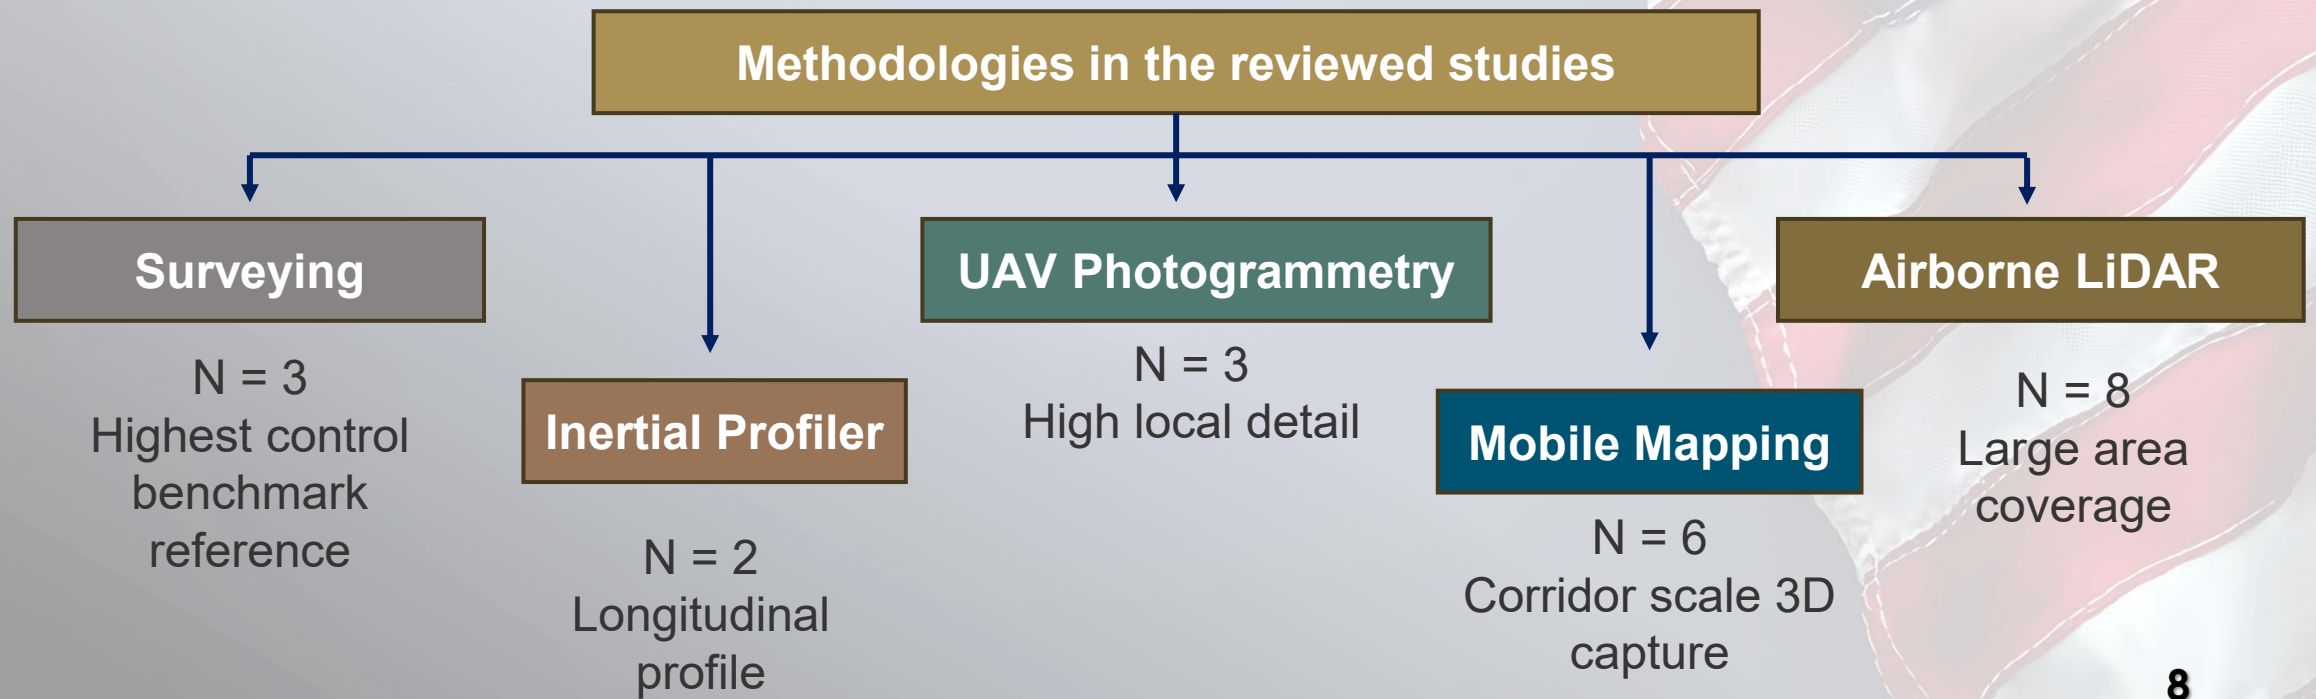 Methodologies in the reviewed studies
Surveying
N = 3
Highest control
benchmark
reference
Inertial Profiler
N = 2
Longitudinal
profile
UAV Photogrammetry
N = 3
High local detail
Mobile Mapping
N = 6
Corridor scale 3D
capture
Airborne LiDAR
N = 8
Large area
coverage
8